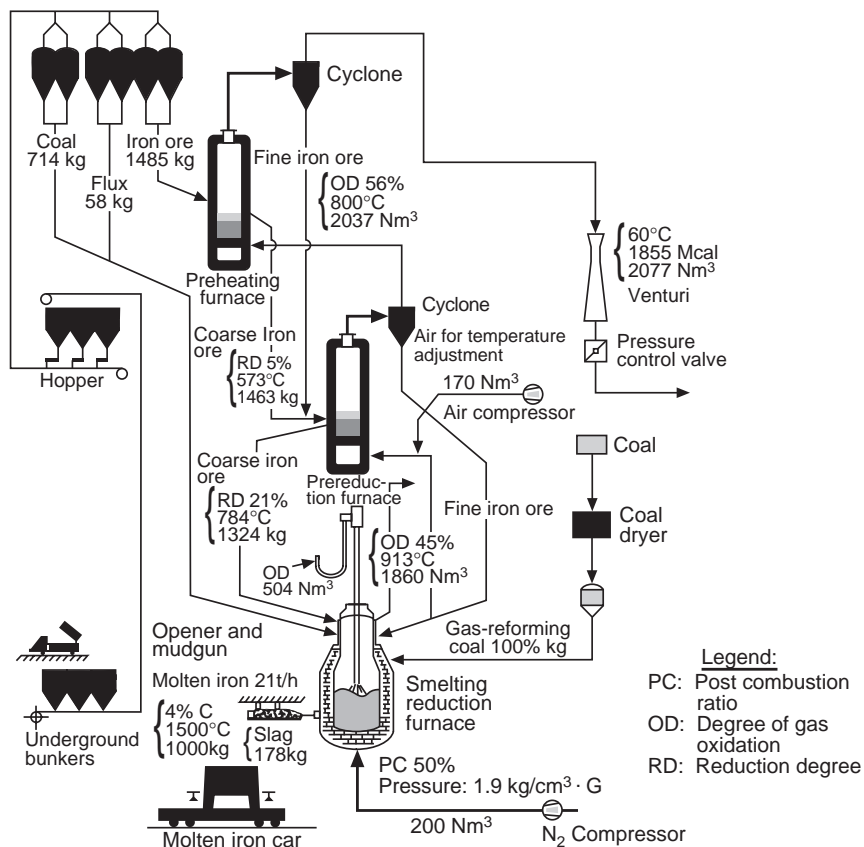 Cyclone
Coal
714 kg
Iron ore
1485 kg
Flux
58 kg
Fine iron ore
OD 56%
800°C
2037 Nm³
60°C
1855 Mcal
2077 Nm³
Venturi
Preheating
furnace
Cyclone
Air for temperature
adjustment
Pressure
control valve
Coarse Iron
ore
RD 5%
573°C
1463 kg
Hopper
170 Nm³
Air compressor
Coal
Coarse iron
ore
RD 21%
784°C
1324 kg
Prereduc-
tion furnace
Fine iron ore
Coal
dryer
OD
504 Nm³
OD 45%
913°C
1860 Nm³
Gas-reforming
coal 100% kg
Opener and
mudgun
Molten iron 21t/h
4% C
1500°C
1000kg
Slag
178kg
Smelting
reduction
furnace
Underground
bunkers
Legend:
PC: Post combustion
ratio
OD: Degree of gas
oxidation
RD: Reduction degree
PC 50%
Pressure: 1.9 kg/cm³ · G
200 Nm³
N₂ Compressor
Molten iron car